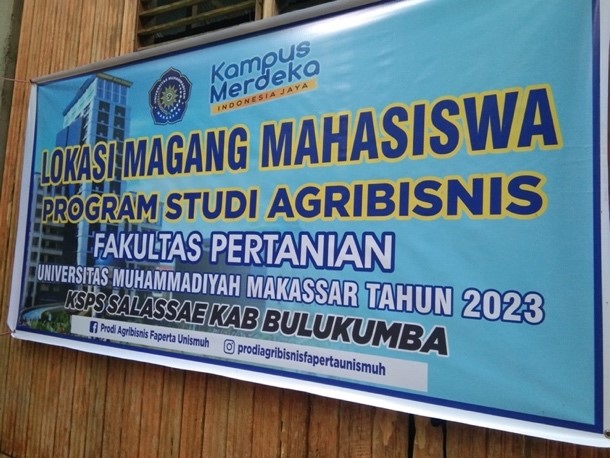 Kampus
Merdeka
INDONESIA JAYA
LOKASI MAGANG MAHASISWA
PROGRAM STUDI AGRIBISNIS
FAKULTAS PERTANIAN
UNIVERSITAS MUHAMMADIYAH MAKASSAR TAHUN 2023
KSPS SALASSAE KAB BULUKUMBA
Prodi Agribisnis Faperta Unismuh prodiagribisnisfapertaunismuh